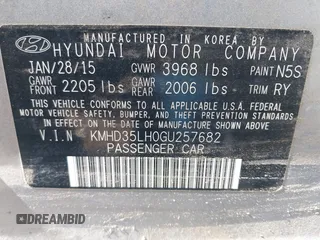 MANUFACTURED IN KOREA BY
HYUNDAI MOTOR COMPANY
JAN/28/15 GVWR 3968 lbs PAINT N5S
GAWR FRONT 2205 lbs GAWR REAR 2006 lbs TRIM RY
THIS VEHICLE CONFORMS TO ALL APPLICABLE U.S.
FEDERAL MOTOR VEHICLE SAFETY, BUMPER, AND
THEFT PREVENTION STANDARDS IN EFFECT ON THE
DATE OF MANUFACTURE SHOWN ABOVE.
V.I.N KMHD35LH0GU257682
PASSENGER CAR
DREAMBID